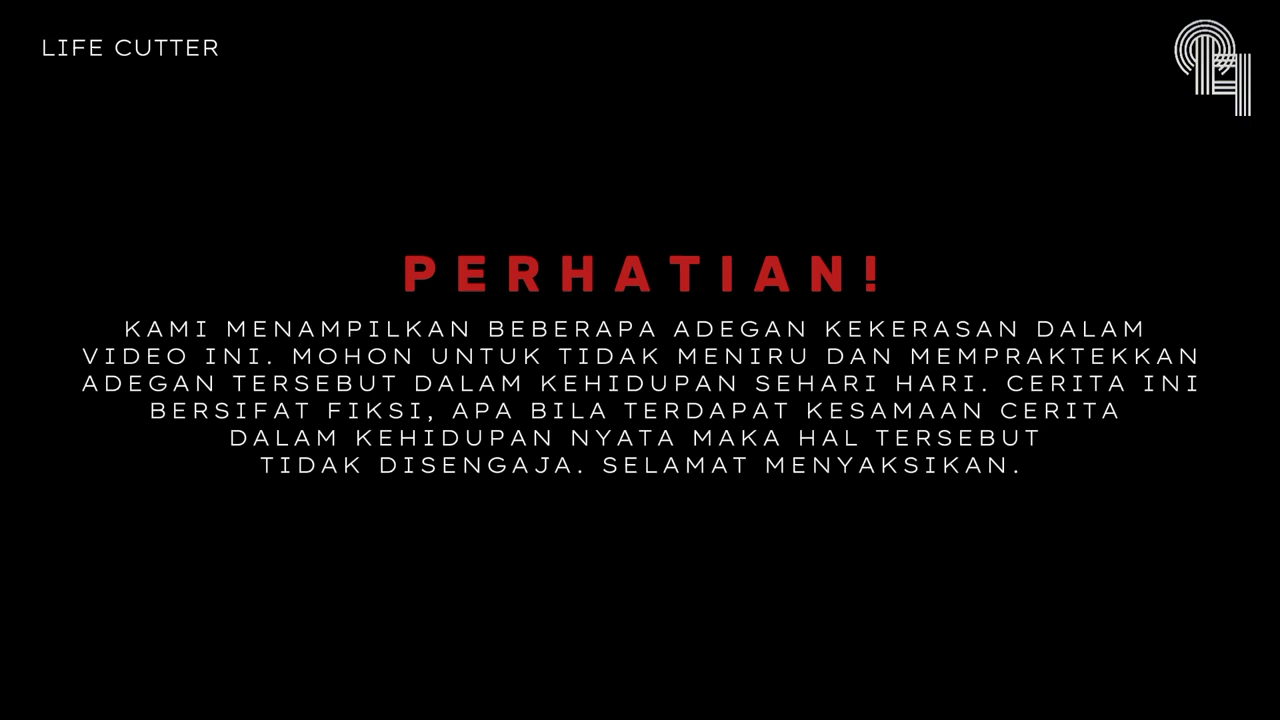 LIFE CUTTER
PERHATIAN!
KAMI MENAMPILKAN BEBERAPA ADEGAN KEKERASAN DALAM
VIDEO INI. MOHON UNTUK TIDAK MENIRU DAN MEMPRAKTEKKAN
ADEGAN TERSEBUT DALAM KEHIDUPAN SEHARI HARI. CERITA INI
BERSIFAT FIKSI, APA BILA TERDAPAT KESAMAAN CERITA
DALAM KEHIDUPAN NYATA MAKA HAL TERSEBUT
TIDAK DISENGAJA. SELAMAT MENYAKSIKAN.